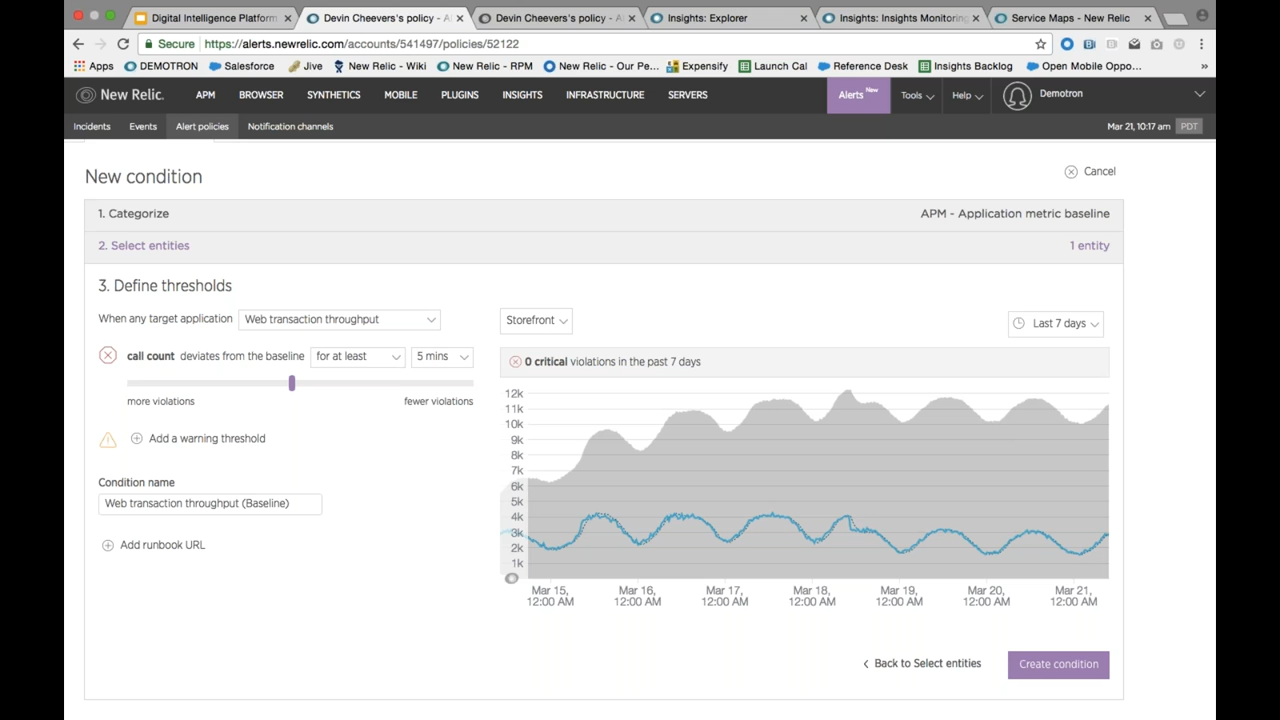 Digital Intelligence Platform
Devin Cheevers's policy - Al
Devin Cheevers's policy - Al
Insights: Explorer
Insights: Insights Monitoring
Service Maps - New Relic
Secure
https://alerts.newrelic.com/accounts/541497/policies/52122
Apps
DEMOTRON
Salesforce
Jive
New Relic - Wiki
New Relic - RPM
New Relic - Our Pe...
Expensify
Launch Cal
Reference Desk
Insights Backlog
Open Mobile Oppo...
»
New Relic.
APM
BROWSER
SYNTHETICS
MOBILE
PLUGINS
INSIGHTS
INFRASTRUCTURE
SERVERS
Alerts New
Tools
Help
Demotron
Incidents
Events
Alert policies
Notification channels
Mar 21, 10:17 am PDT
New condition
Cancel
1. Categorize
APM - Application metric baseline
2. Select entities
1 entity
3. Define thresholds
When any target application
Web transaction throughput
Storefront
Last 7 days
call count deviates from the baseline
for at least
5 mins
0 critical violations in the past 7 days
more violations
fewer violations
Add a warning threshold
Condition name
Web transaction throughput (Baseline)
Add runbook URL
12k
11k
10k
9k
8k
7k
6k
5k
4k
3k
2k
1k
Mar 15,
12:00 AM
Mar 16,
12:00 AM
Mar 17,
12:00 AM
Mar 18,
12:00 AM
Mar 19,
12:00 AM
Mar 20,
12:00 AM
Mar 21,
12:00 AM
Back to Select entities
Create condition